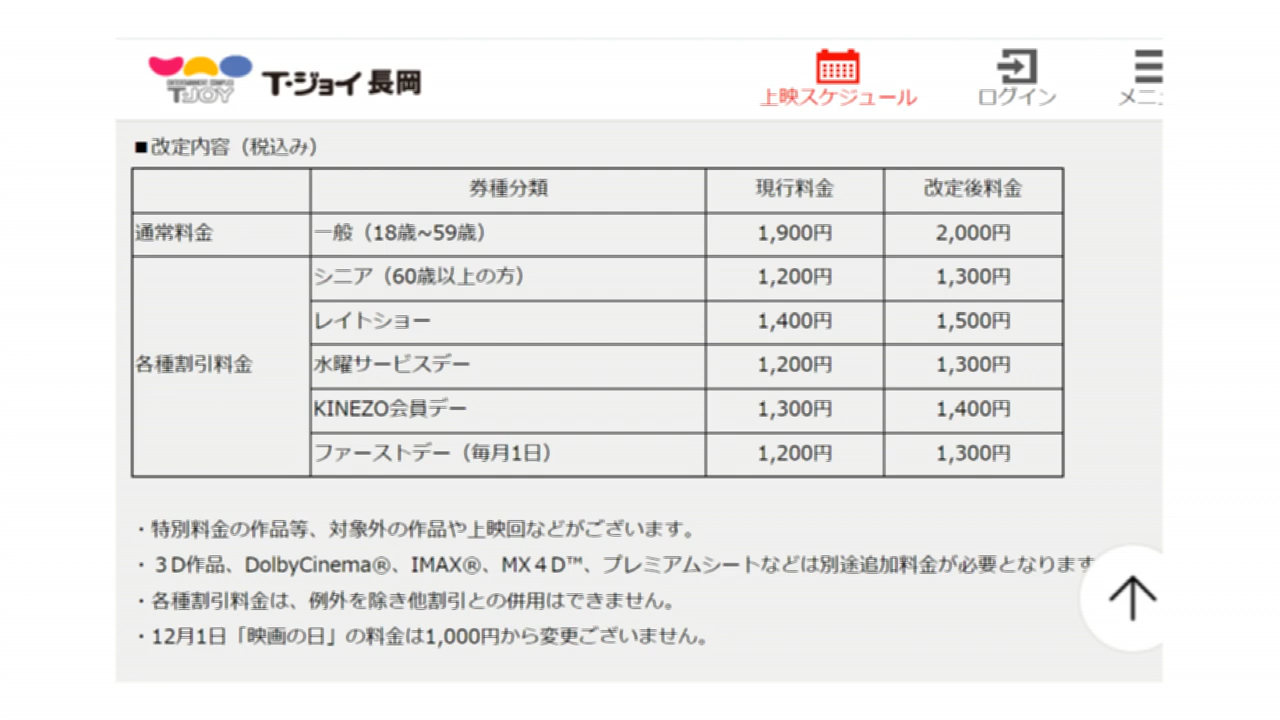 T-JOY
T・ジョイ 長岡
上映スケジュール
ログイン
メニュ
■改定内容（税込み）
券種分類 現行料金 改定後料金
通常料金 一般（18歳~59歳） 1,900円 2,000円
シニア（60歳以上の方） 1,200円 1,300円
レイトショー 1,400円 1,500円
各種割引料金 水曜サービスデー 1,200円 1,300円
KINEZO会員デー 1,300円 1,400円
ファーストデー（毎月1日） 1,200円 1,300円
・特別料金の作品等、対象外の作品や上映回などがございます。
・３D作品、DolbyCinema®、IMAX®、MX４D™、プレミアムシートなどは別途追加料金が必要となります
・各種割引料金は、例外を除き他割引との併用はできません。
・12月1日「映画の日」の料金は1,000円から変更ございません。